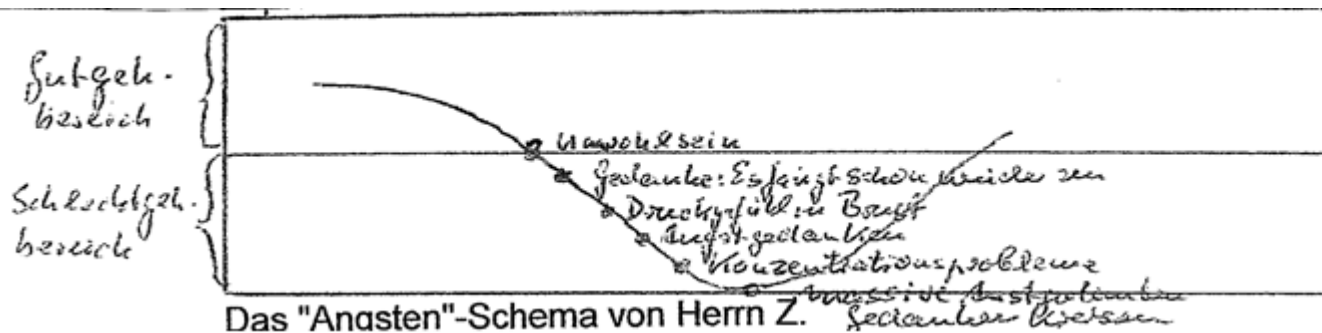 Gutgeh-
bereich
Unwohlsein
Gedanke: Es fängt schon wieder an
Schlechtgeh-
bereich
Druckgefühl in Brust
Angstgedanken
Konzentrationsprobleme
massive
Gedanken kreisen
Das "Angsten"-Schema von Herrn Z.